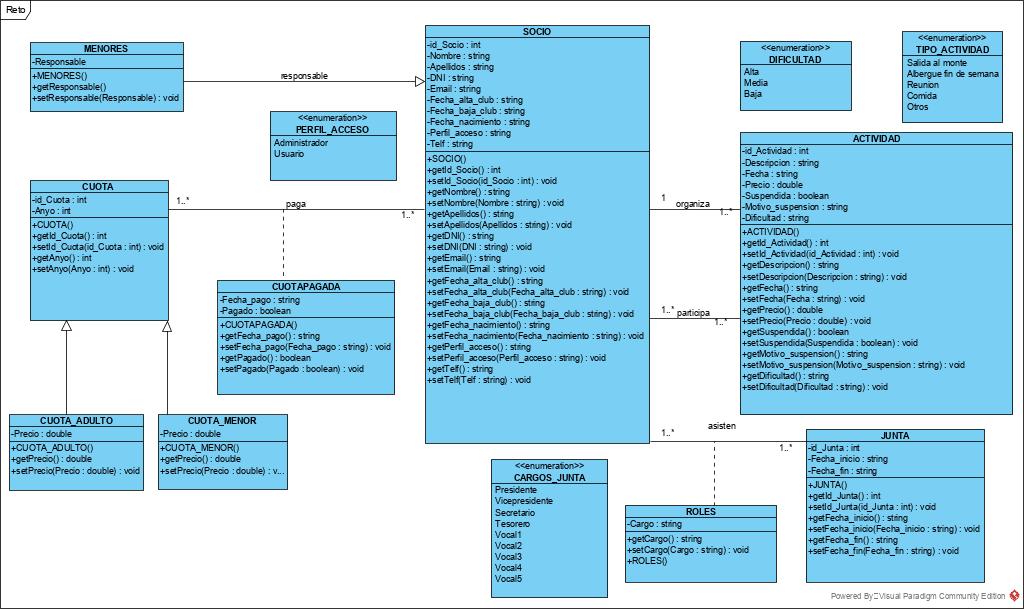 Reto
MENORES
-Responsable
+MENORES()
+getResponsable()
+setResponsable(Responsable) : void
responsable
<<enumeration>>
PERFIL_ACCESO
Administrador
Usuario
CUOTA
-id_Cuota : int
-Anyo : int
+CUOTA()
+getId_Cuota() : int
+setId_Cuota(id_Cuota : int) : void
+getAnyo() : int
+setAnyo(Anyo : int) : void
1..*
paga
1..*
CUOTAPAGADA
-Fecha_pago : string
-Pagado : boolean
+CUOTAPAGADA()
+getFecha_pago() : string
+setFecha_pago(Fecha_pago : string) : void
+getPagado() : boolean
+setPagado(Pagado : boolean) : void
CUOTA_ADULTO
-Precio : double
+CUOTA_ADULTO()
+getPrecio() : double
+setPrecio(Precio : double) : void
CUOTA_MENOR
-Precio : double
+CUOTA_MENOR()
+getPrecio() : double
+setPrecio(Precio : double) : v...
SOCIO
-id_Socio : int
-Nombre : string
-Apellidos : string
-DNI : string
-Email : string
-Fecha_alta_club : string
-Fecha_baja_club : string
-Fecha_nacimiento : string
-Perfil_acceso : string
-Telf : string
+SOCIO()
+getId_Socio() : int
+setId_Socio(id_Socio : int) : void
+getNombre() : string
+setNombre(Nombre : string) : void
+getApellidos() : string
+setApellidos(Apellidos : string) : void
+getDNI() : string
+setDNI(DNI : string) : void
+getEmail() : string
+setEmail(Email : string) : void
+getFecha_alta_club() : string
+setFecha_alta_club(Fecha_alta_club : string) : void
+getFecha_baja_club() : string
+setFecha_baja_club(Fecha_baja_club : string) : void
+getFecha_nacimiento() : string
+setFecha_nacimiento(Fecha_nacimiento : string) : void
+getPerfil_acceso() : string
+setPerfil_acceso(Perfil_acceso : string) : void
+getTelf() : string
+setTelf(Telf : string) : void
<<enumeration>>
DIFICULTAD
Alta
Media
Baja
<<enumeration>>
TIPO_ACTIVIDAD
Salida al monte
Albergue fin de semana
Reunion
Comida
Otros
1
organiza
1..*
1..*
participa
1..*
ACTIVIDAD
-id_Actividad : int
-Descripcion : string
-Fecha : string
-Precio : double
-Suspendida : boolean
-Motivo_suspension : string
-Dificultad : string
+ACTIVIDAD()
+getId_Actividad() : int
+setId_Actividad(id_Actividad : int) : void
+getDescripcion() : string
+setDescripcion(Descripcion : string) : void
+getFecha() : string
+setFecha(Fecha : string) : void
+getPrecio() : double
+setPrecio(Precio : double) : void
+getSuspendida() : boolean
+setSuspendida(Suspendida : boolean) : void
+getMotivo_suspension() : string
+setMotivo_suspension(Motivo_suspension : string) : void
+getDificultad() : string
+setDificultad(Dificultad : string) : void
asisten
1..*
1..*
<<enumeration>>
CARGOS_JUNTA
Presidente
Vicepresidente
Secretario
Tesorero
Vocal1
Vocal2
Vocal3
Vocal4
Vocal5
ROLES
-Cargo : string
+getCargo() : string
+setCargo(Cargo : string) : void
+ROLES()
JUNTA
-id_Junta : int
-Fecha_inicio : string
-Fecha_fin : string
+JUNTA()
+getId_Junta() : int
+setId_Junta(id_Junta : int) : void
+getFecha_inicio() : string
+setFecha_inicio(Fecha_inicio : string) : void
+getFecha_fin() : string
+setFecha_fin(Fecha_fin : string) : void
Powered By Visual Paradigm Community Edition